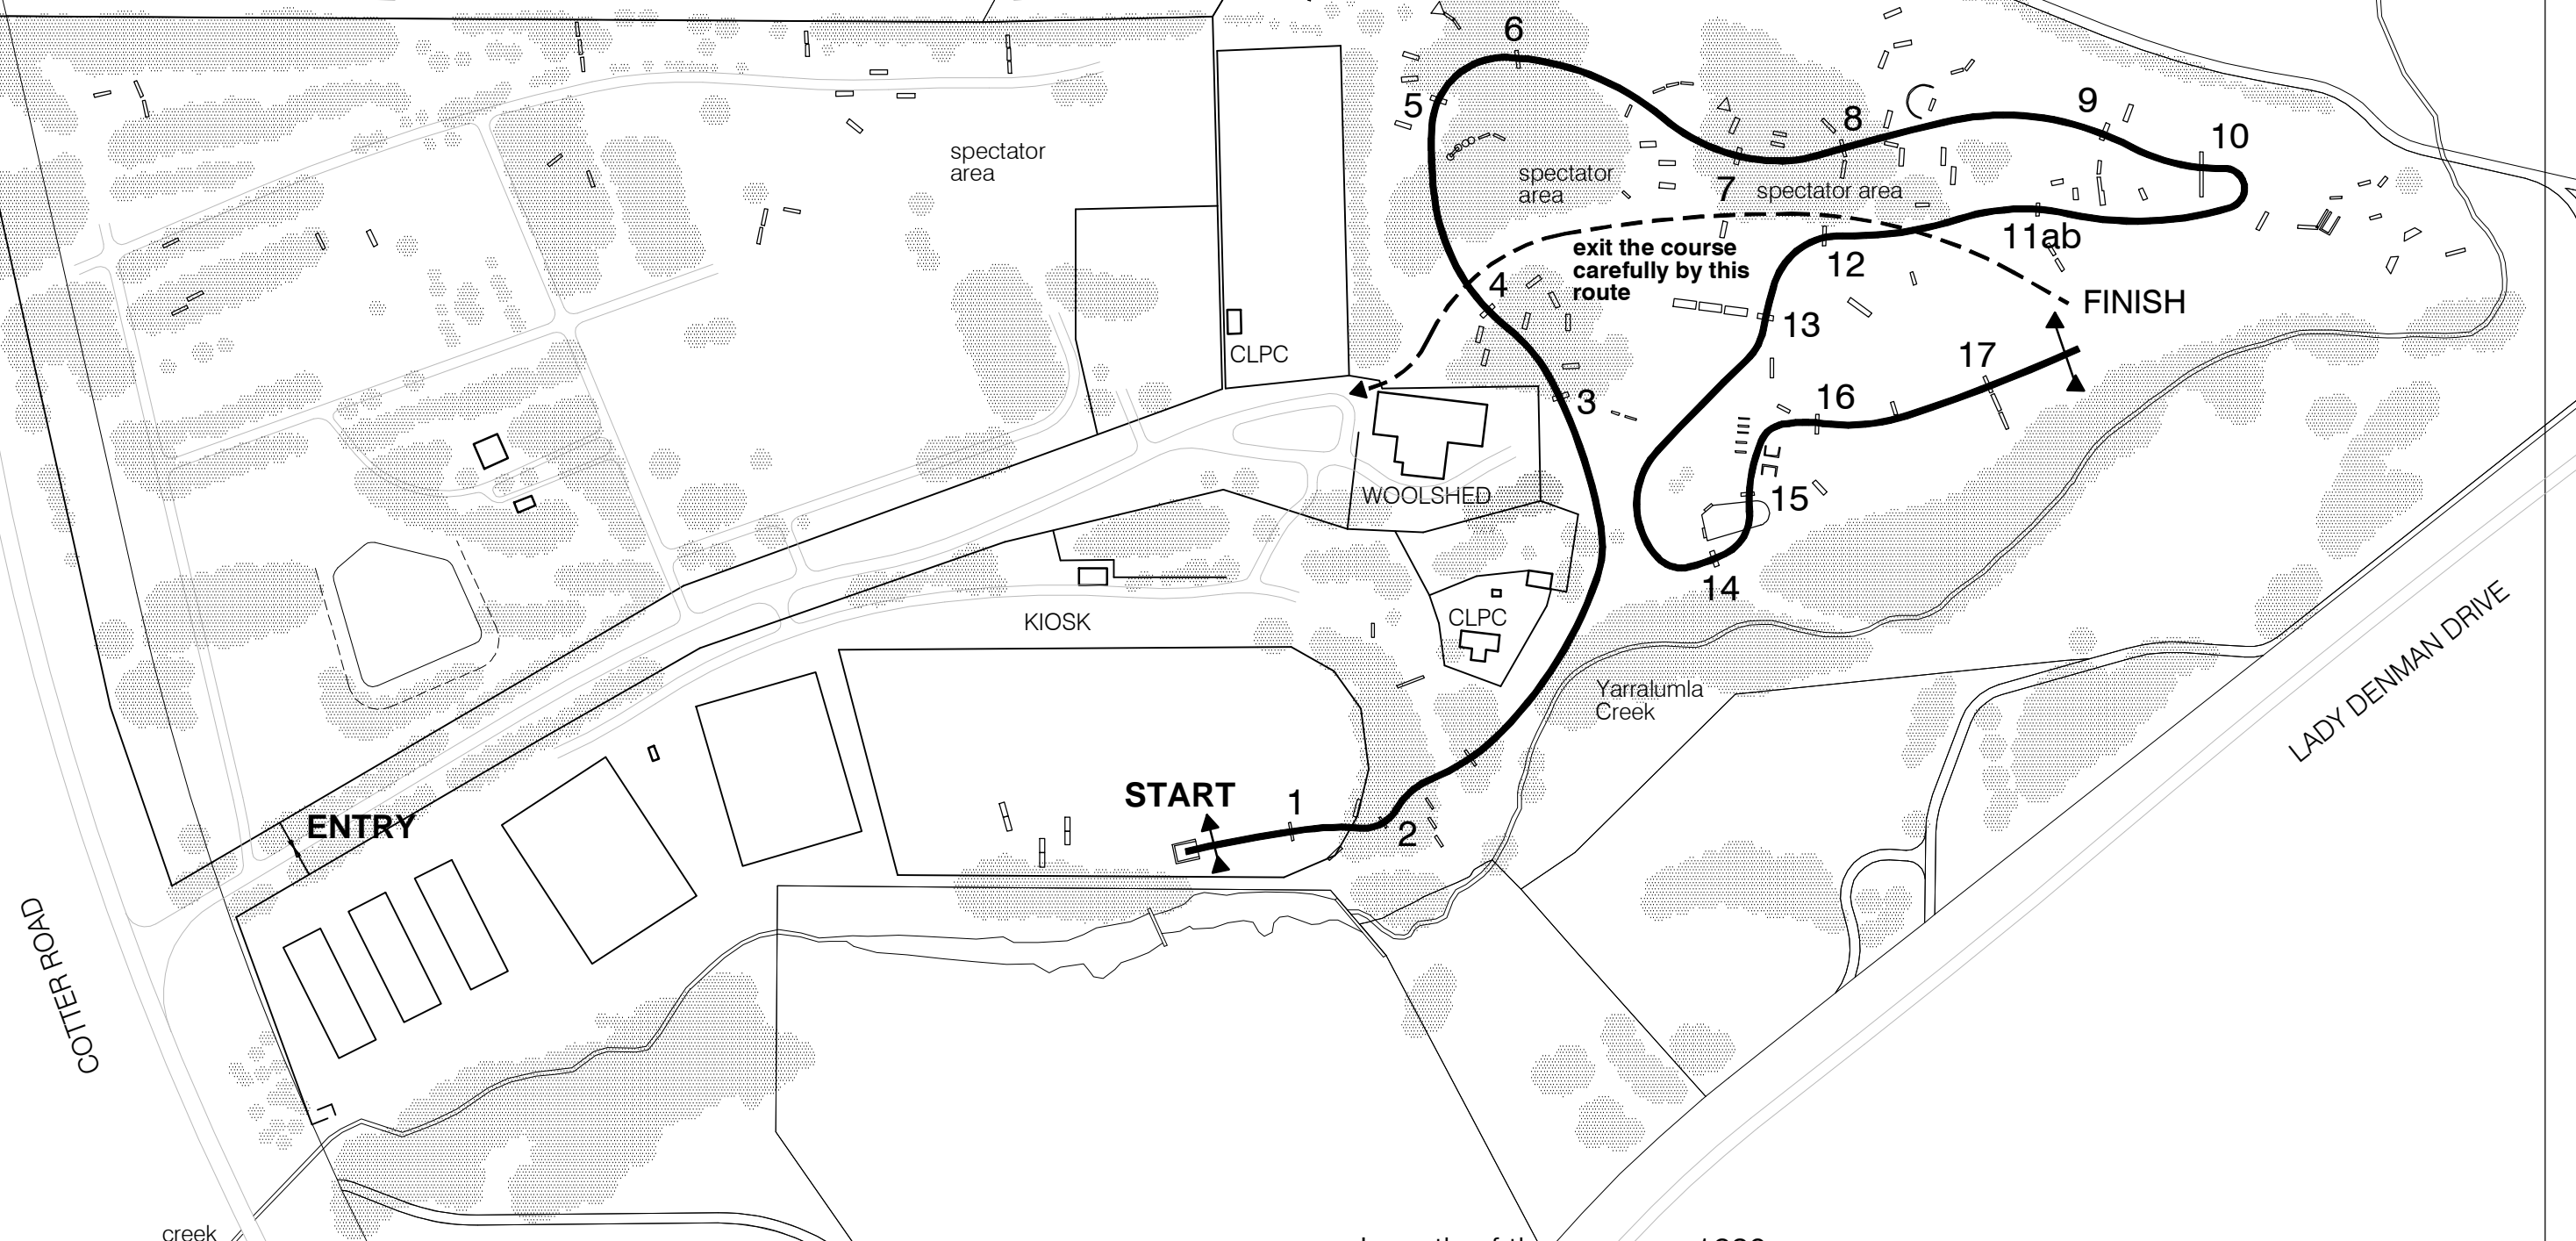 6
5
spectator
area
8
9
10
spectator
area
7
spectator area
11ab
exit the course
carefully by this
route
12
4
FINISH
13
CLPC
17
3
16
WOOLSHED
15
14
KIOSK
CLPC
Yarralumla
Creek
LADY DENMAN DRIVE
START
1
2
ENTRY
COTTER ROAD
creek